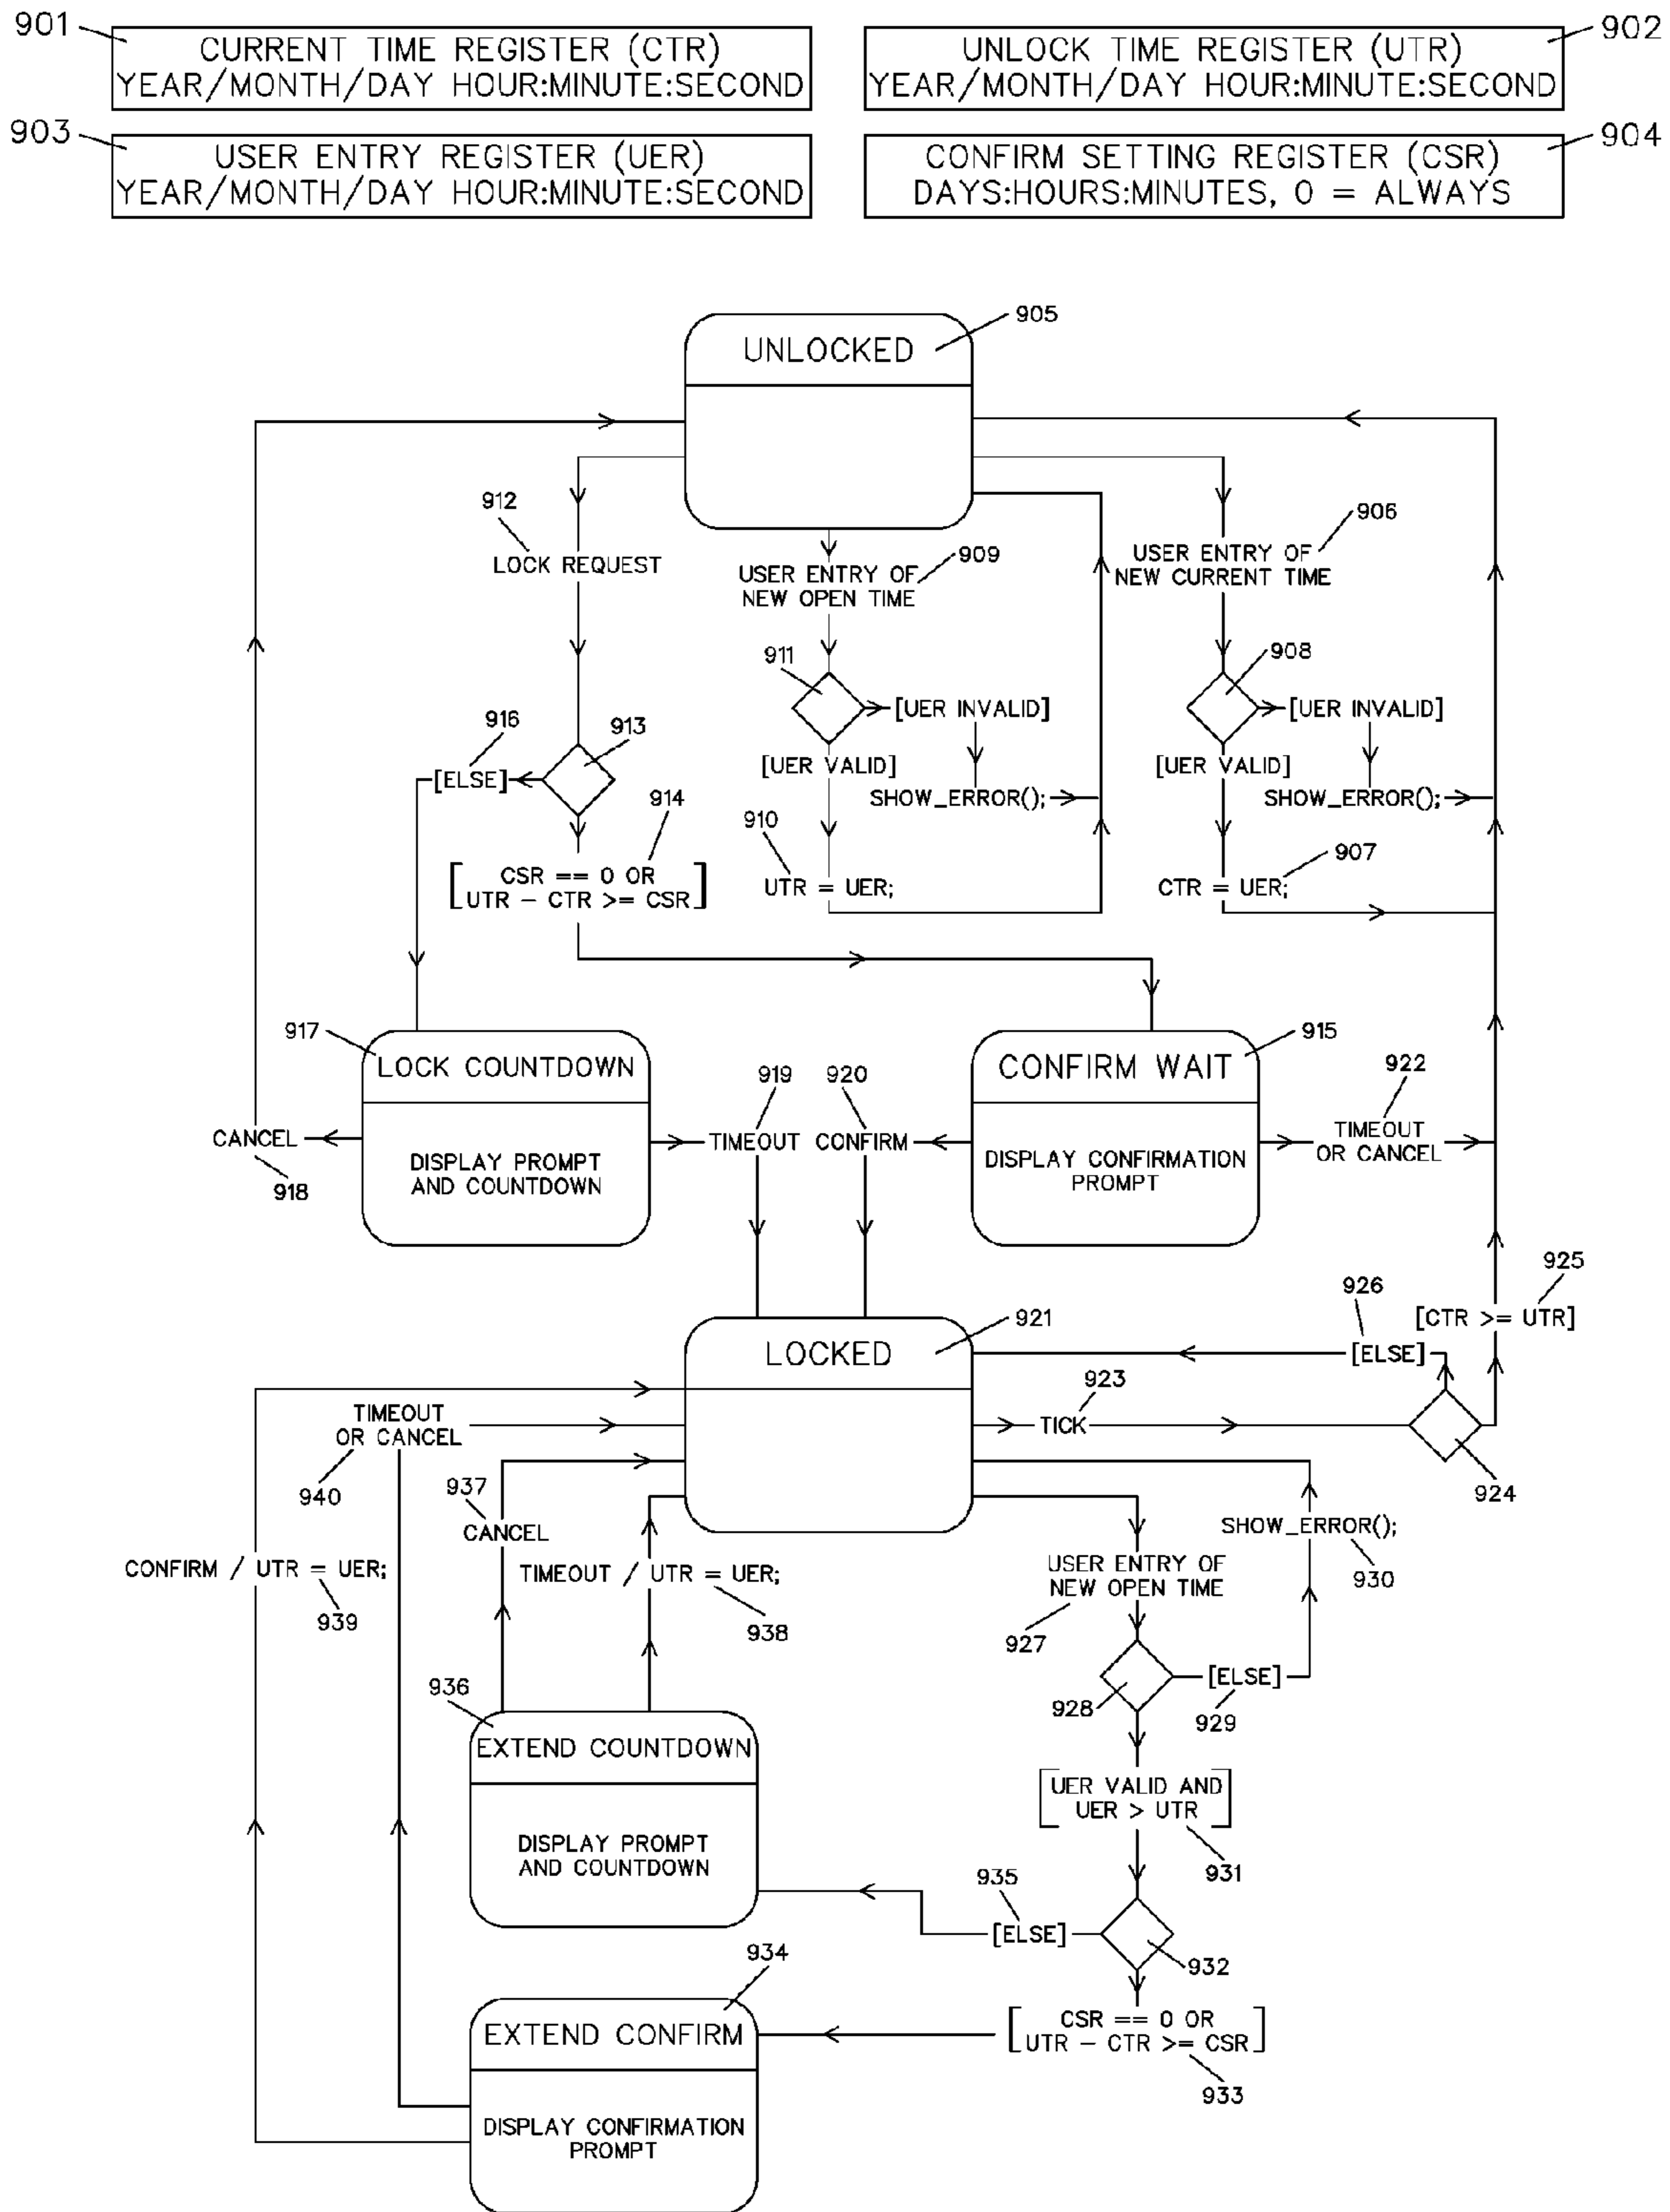 901
CURRENT TIME REGISTER (CTR)
YEAR/MONTH/DAY HOUR:MINUTE:SECOND
UNLOCK TIME REGISTER (UTR)
YEAR/MONTH/DAY HOUR:MINUTE:SECOND
902
903
USER ENTRY REGISTER (UER)
YEAR/MONTH/DAY HOUR:MINUTE:SECOND
CONFIRM SETTING REGISTER (CSR)
DAYS:HOURS:MINUTES, 0 = ALWAYS
904
905
UNLOCKED
912
LOCK REQUEST
909
USER ENTRY OF
NEW OPEN TIME
906
USER ENTRY OF
NEW CURRENT TIME
911
[UER INVALID]
908
[UER INVALID]
916
913
[ELSE]
[UER VALID]
[UER VALID]
SHOW_ERROR();
SHOW_ERROR();
914
910
907
[CSR == 0 OR
UTR - CTR >= CSR]
UTR = UER;
CTR = UER;
917
LOCK COUNTDOWN
DISPLAY PROMPT
AND COUNTDOWN
915
CONFIRM WAIT
DISPLAY CONFIRMATION
PROMPT
919
920
922
CANCEL
TIMEOUT
CONFIRM
TIMEOUT
OR CANCEL
918
925
926
[CTR >= UTR]
921
LOCKED
[ELSE]
923
TICK
924
TIMEOUT
OR CANCEL
940
937
CANCEL
SHOW_ERROR();
930
CONFIRM / UTR = UER;
939
TIMEOUT / UTR = UER;
938
USER ENTRY OF
NEW OPEN TIME
927
928
[ELSE]
929
936
EXTEND COUNTDOWN
DISPLAY PROMPT
AND COUNTDOWN
[UER VALID AND
UER > UTR]
931
935
[ELSE]
932
934
EXTEND CONFIRM
DISPLAY CONFIRMATION
PROMPT
[CSR == 0 OR
UTR - CTR >= CSR]
933